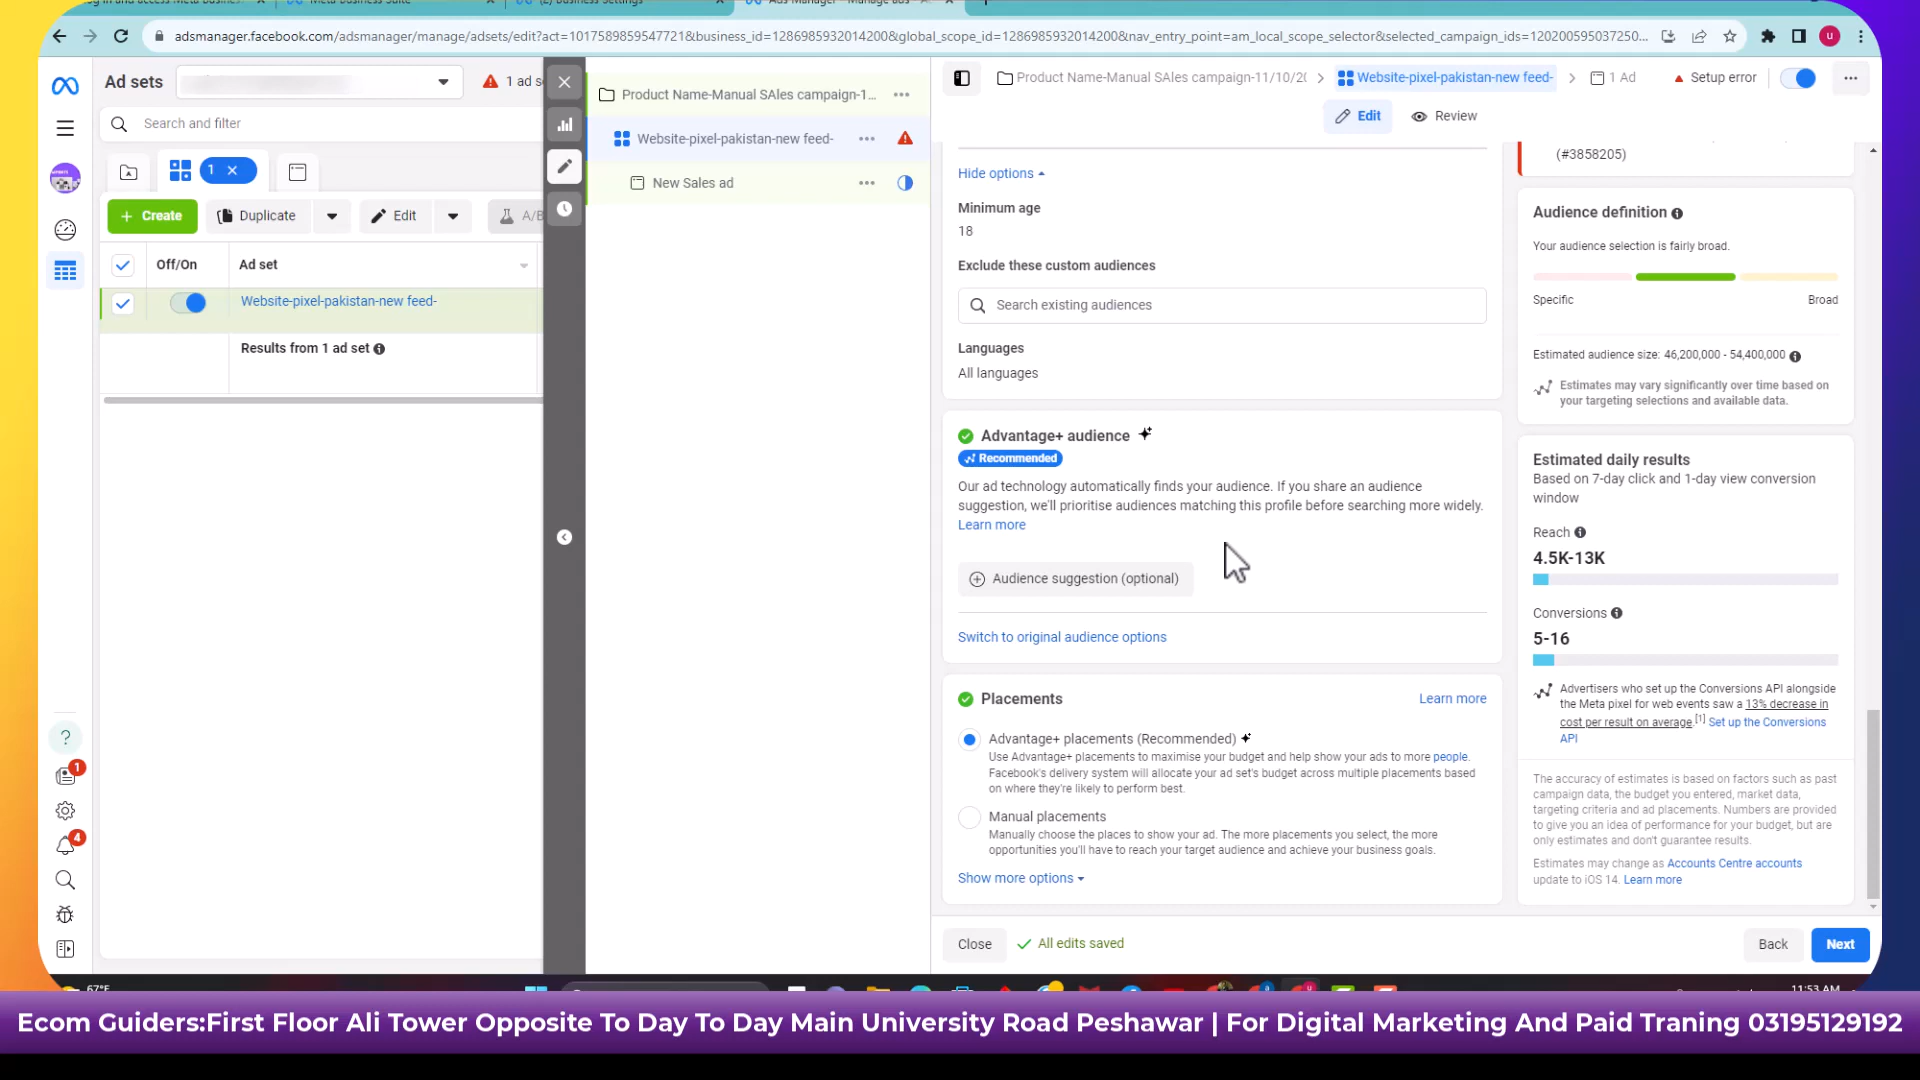 adsmanager.facebook.com/adsmanager/manage/adsets/edit?act=1017589859547721&business_id=1286985932014200&global_scope_id=1286985932014200&nav_entry_point=am_local_scope_selector&selected_campaign_ids=120200595037250...
Ad sets
1 ad s
Product Name-Manual SAles campaign-11/10/20
Website-pixel-pakistan-new feed-
1 Ad
Setup error
Edit
Review
Search and filter
1
Create
Duplicate
Edit
A/B
Off/On
Ad set
Website-pixel-pakistan-new feed-
Results from 1 ad set
1
4
Product Name-Manual SAles campaign-1...
Website-pixel-pakistan-new feed-
New Sales ad
Hide options
Minimum age
18
Exclude these custom audiences
Search existing audiences
Languages
All languages
Advantage+ audience
Recommended
Our ad technology automatically finds your audience. If you share an audience
suggestion, we'll prioritise audiences matching this profile before searching more widely.
Learn more
Audience suggestion (optional)
Switch to original audience options
Placements
Learn more
Advantage+ placements (Recommended)
Use Advantage+ placements to maximise your budget and help show your ads to more people.
Facebook's delivery system will allocate your ad set's budget across multiple placements based
on where they're likely to perform best.
Manual placements
Manually choose the places to show your ad. The more placements you select, the more
opportunities you'll have to reach your target audience and achieve your business goals.
Show more options
Close
All edits saved
Back
Next
(#3858205)
Audience definition
Your audience selection is fairly broad.
Specific
Broad
Estimated audience size: 46,200,000 - 54,400,000
Estimates may vary significantly over time based on
your targeting selections and available data.
Estimated daily results
Based on 7-day click and 1-day view conversion
window
Reach
4.5K-13K
Conversions
5-16
Advertisers who set up the Conversions API alongside
the Meta pixel for web events saw a 13% decrease in
cost per result on average.[1] Set up the Conversions
API
The accuracy of estimates is based on factors such as past
campaign data, the budget you entered, market data,
targeting criteria and ad placements. Numbers are provided
to give you an idea of performance for your budget, but are
only estimates and don't guarantee results.
Estimates may change as Accounts Centre accounts
update to iOS 14. Learn more
67°F
11:53 AM
Ecom Guiders:First Floor Ali Tower Opposite To Day To Day Main University Road Peshawar | For Digital Marketing And Paid Traning 03195129192